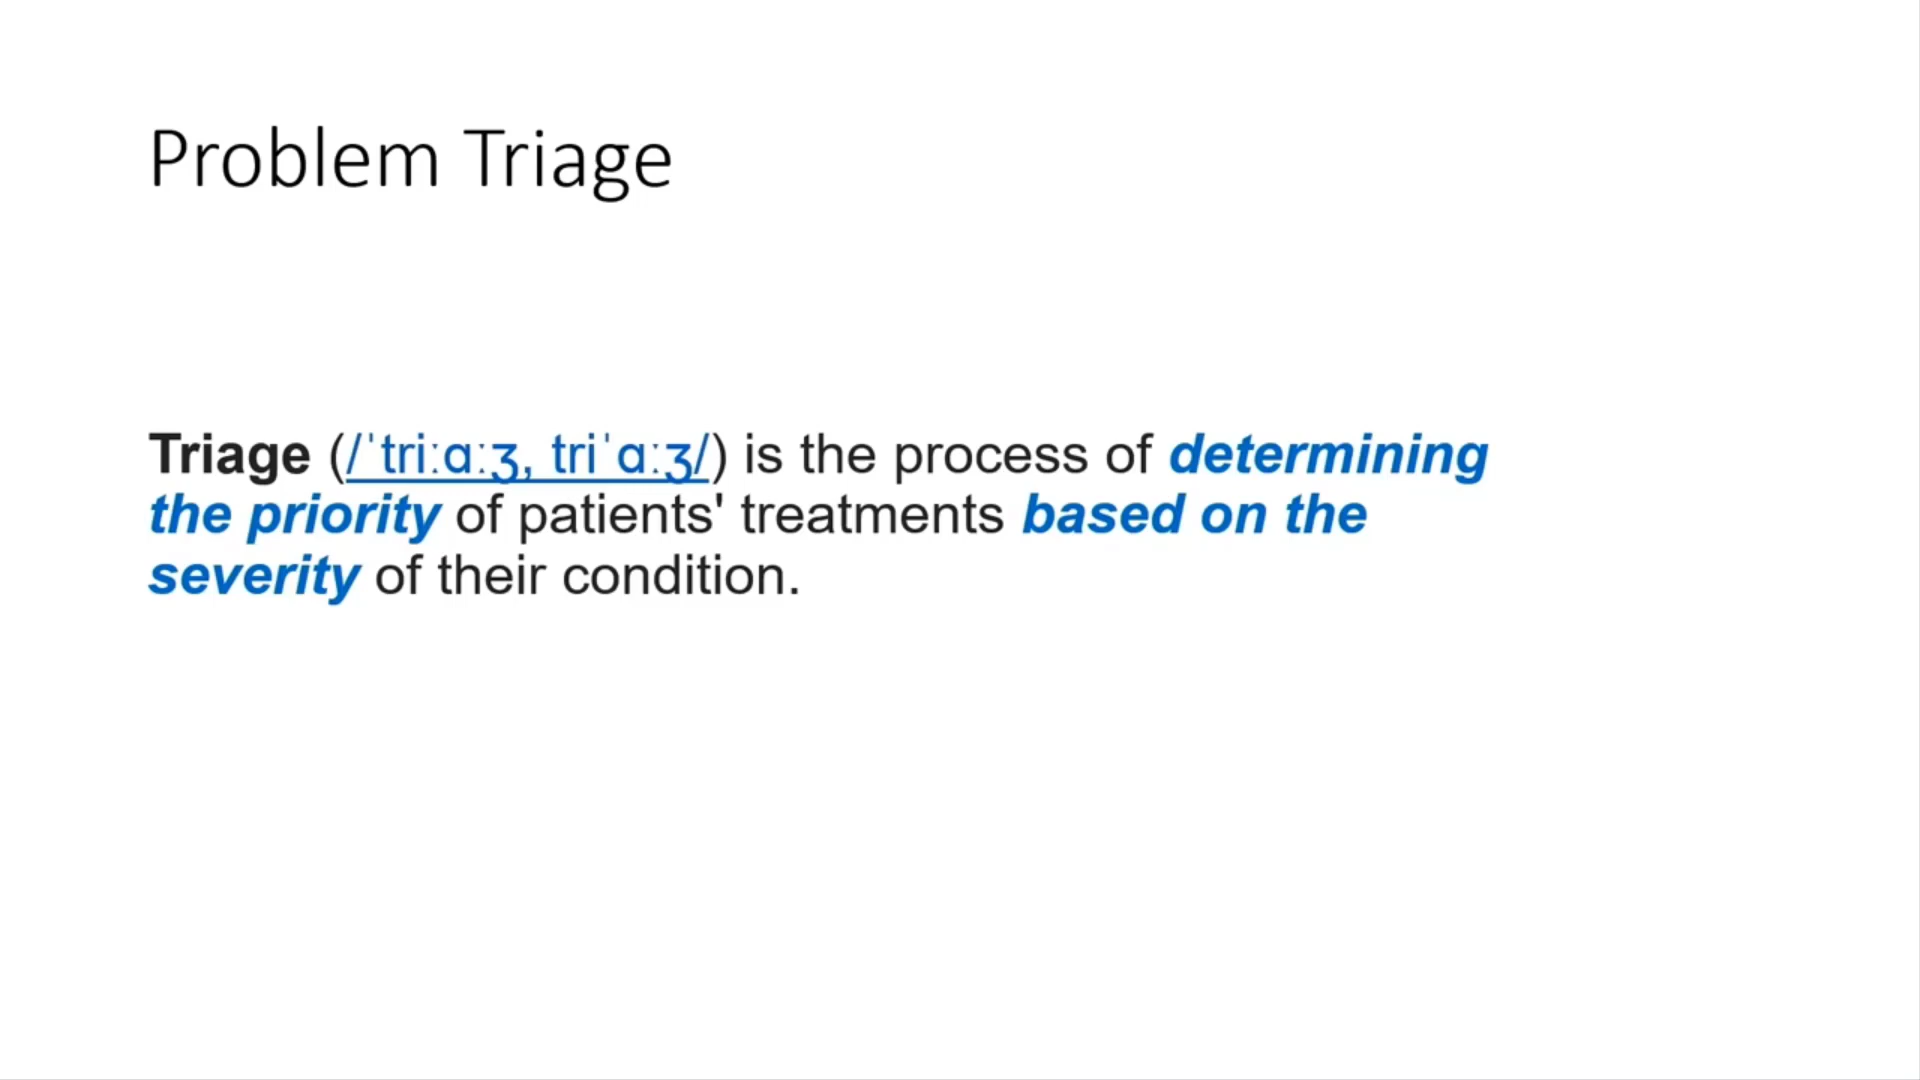 Problem Triage
Triage (/ˈtriːɑːʒ, triˈɑːʒ/) is the process of determining
the priority of patients' treatments based on the
severity of their condition.